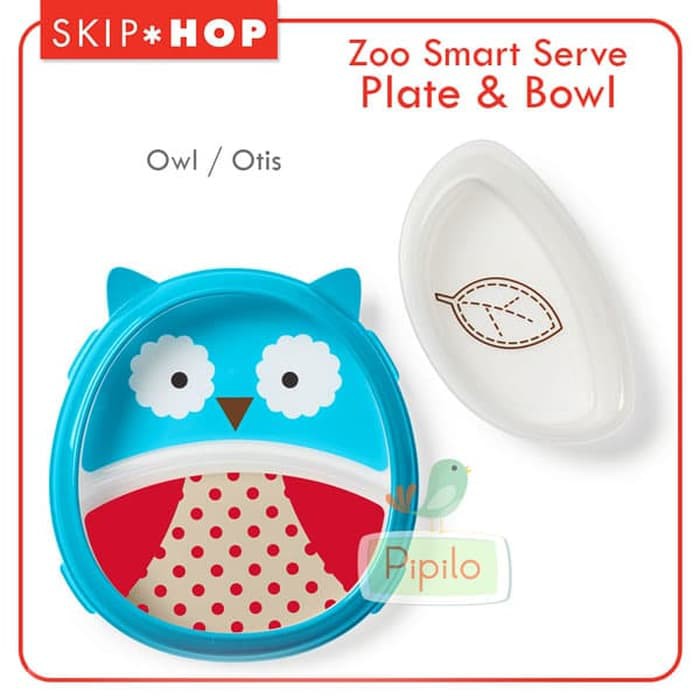 SKIP*HOP
Zoo Smart Serve
Plate & Bowl
Owl / Otis
Pipilo